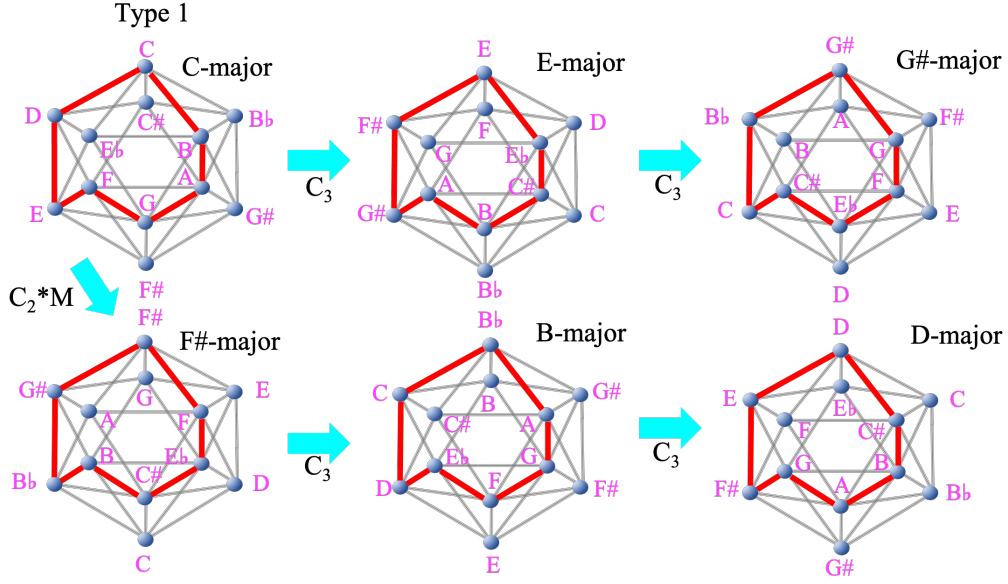 Type 1
C
C-major
D
C#
B♭
E♭
B
F
A
G
E
G#
F#
C₃
E
E-major
F#
F
D
G
E♭
A
C#
B
G#
C
B♭
C₃
G#
G#-major
B♭
A
F#
B
G
C#
F
E♭
C
E
D
C₂*M
F#
F#-major
G#
G
E
A
F
B
E♭
C#
B♭
D
C
C₃
B♭
B-major
C
B
G#
C#
A
E♭
G
F
D
F#
E
C₃
D
D-major
E
E♭
C
F
C#
G
B
A
F#
B♭
G#